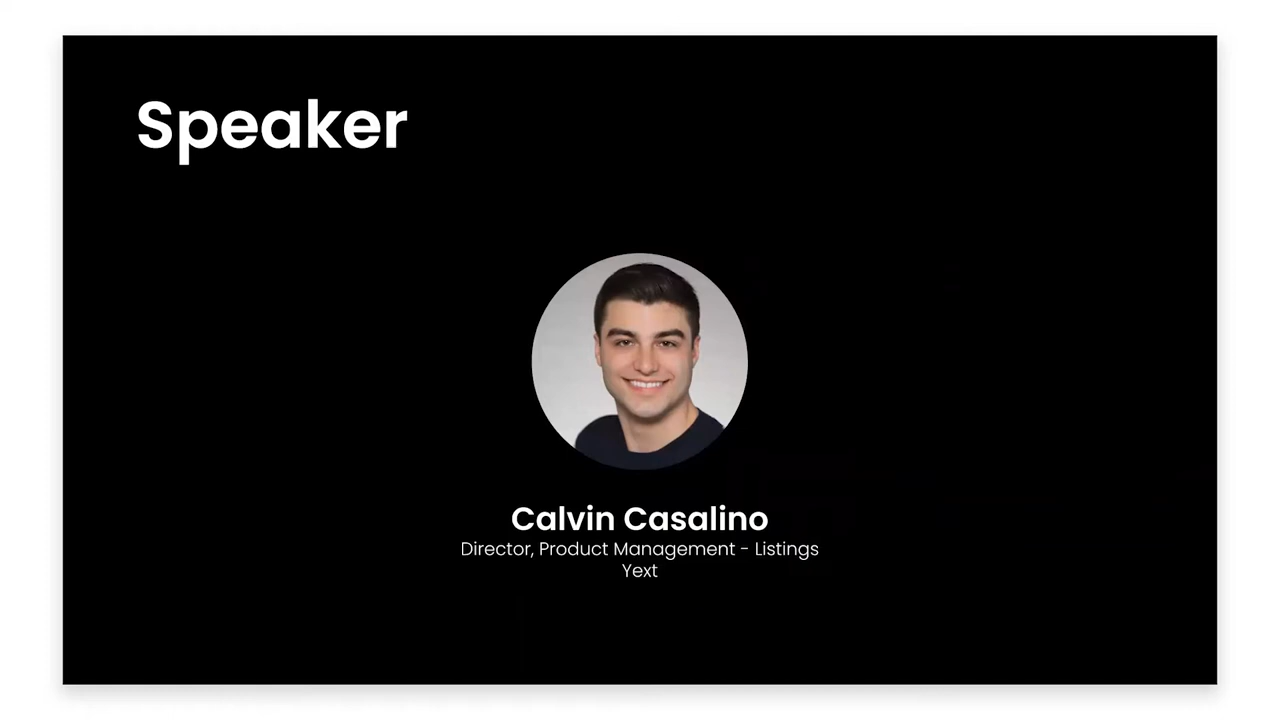 Speaker
Calvin Casalino
Director, Product Management - Listings
Yext